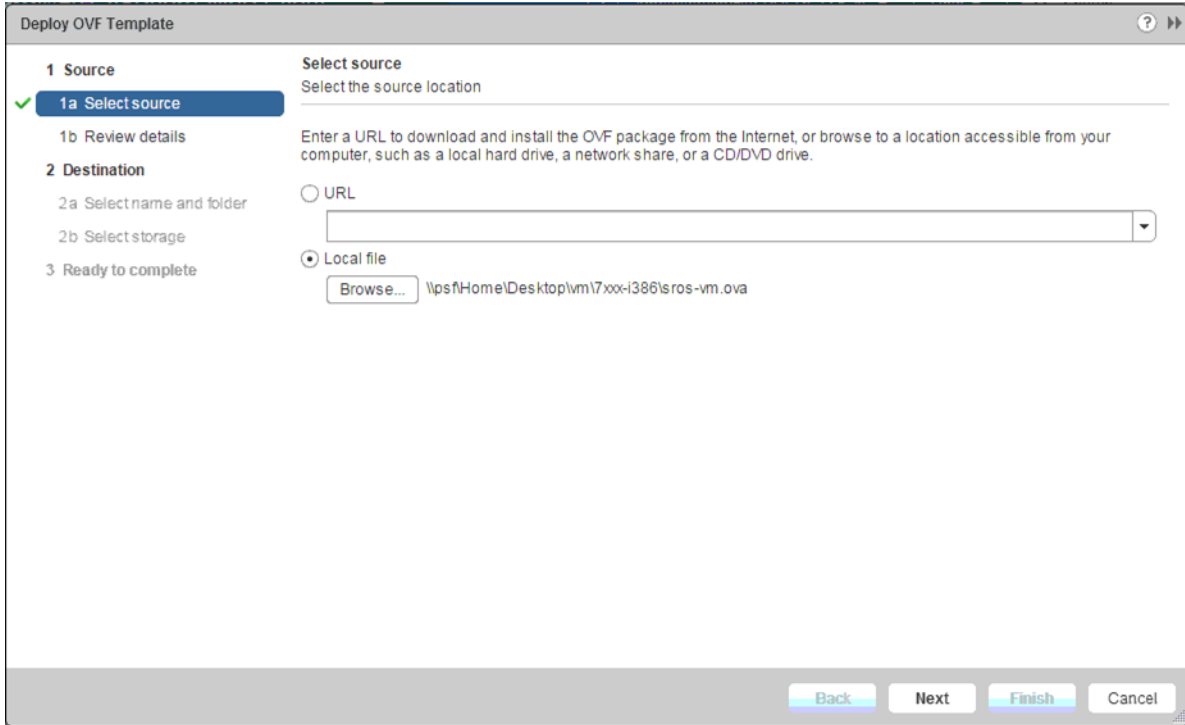 Deploy OVF Template
1 Source
1a Select source
1b Review details
2 Destination
2a Select name and folder
2b Select storage
3 Ready to complete
Select source
Select the source location
Enter a URL to download and install the OVF package from the Internet, or browse to a location accessible from your
computer, such as a local hard drive, a network share, or a CD/DVD drive.
URL
Local file
Browse... \\psf\Home\Desktop\vm\7xxx-i386\sros-vm.ova
Back Next Finish Cancel